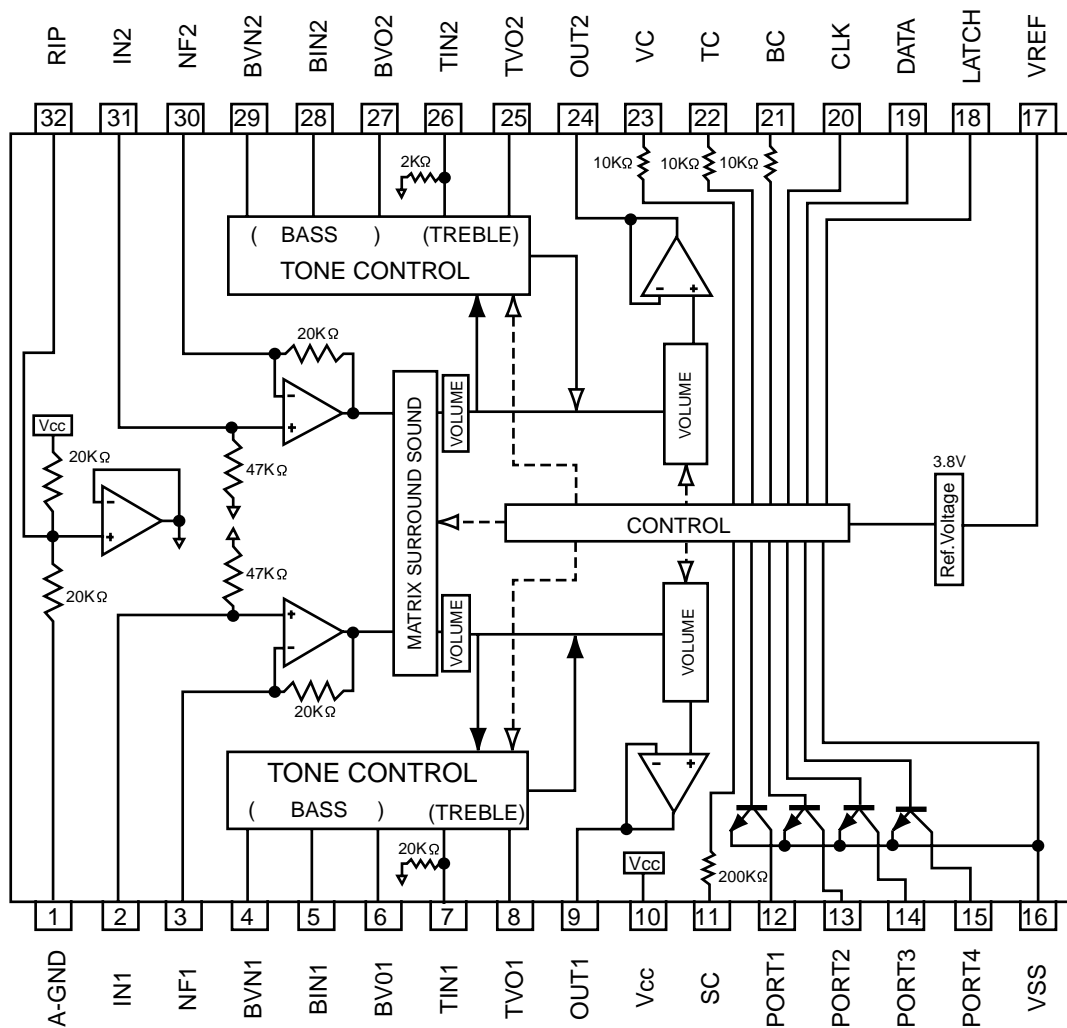 RIP IN2 NF2 BVN2 BIN2 BVO2 TIN2 TVO2 OUT2 VC TC BC CLK DATA LATCH VREF
32 31 30 29 28 27 26 25 24 23 22 21 20 19 18 17
2KΩ 10KΩ 10KΩ 10KΩ
( BASS ) (TREBLE)
TONE CONTROL
20KΩ
Vcc
20KΩ
47KΩ
MATRIX SURROUND SOUND
VOLUME
VOLUME
3.8V
Ref.Voltage
CONTROL
47KΩ
20KΩ
VOLUME
VOLUME
20KΩ
TONE CONTROL
( BASS ) (TREBLE)
20KΩ
Vcc
200KΩ
1 2 3 4 5 6 7 8 9 10 11 12 13 14 15 16
A-GND IN1 NF1 BVN1 BIN1 BV01 TIN1 TVO1 OUT1 Vcc SC PORT1 PORT2 PORT3 PORT4 VSS